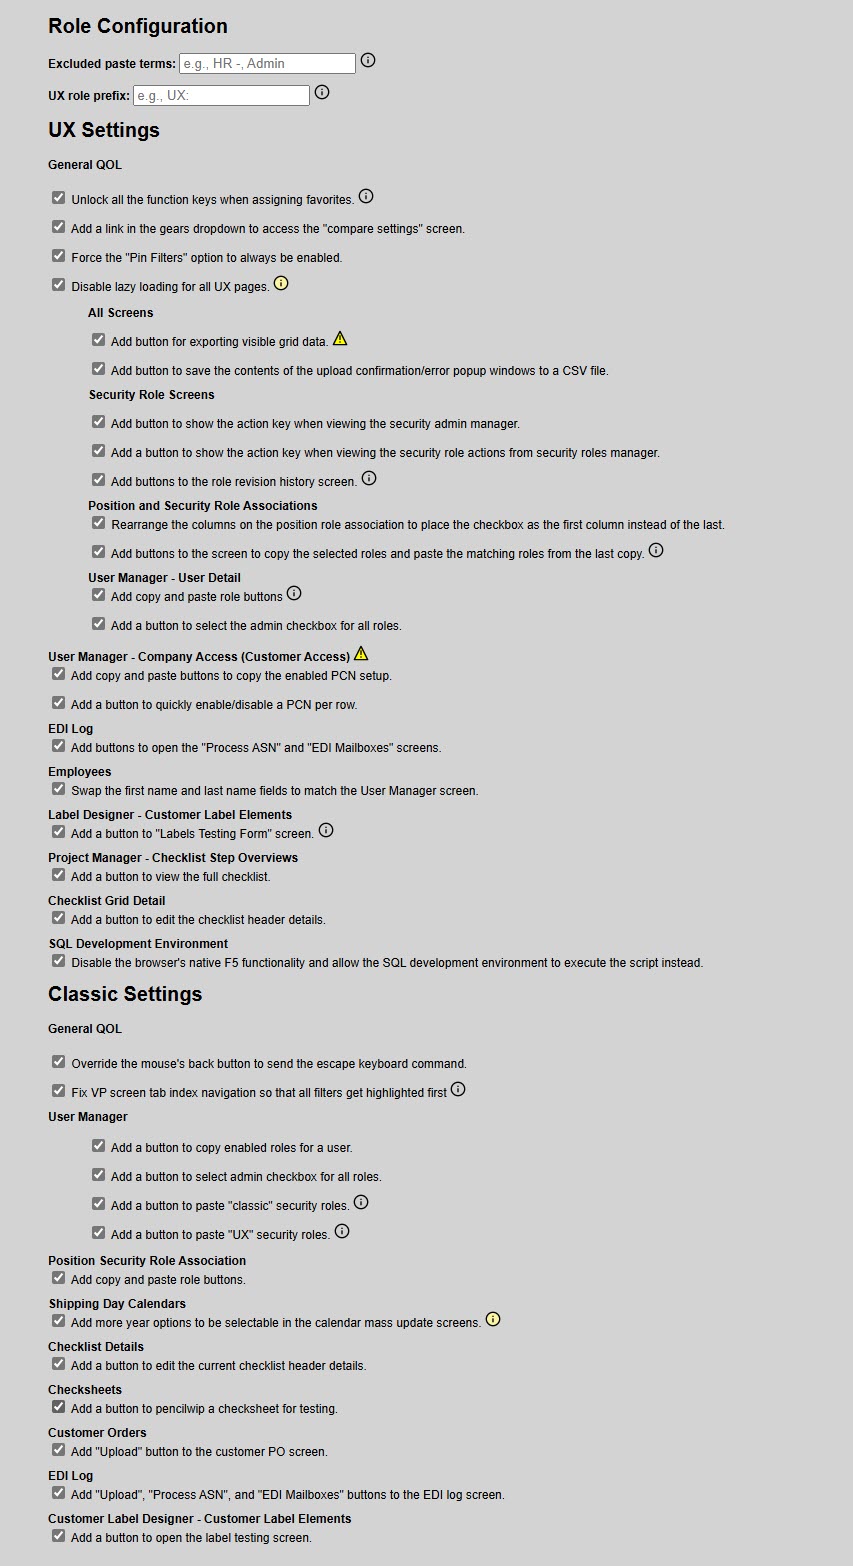 Role Configuration
Excluded paste terms: e.g., HR -, Admin
UX role prefix: e.g., UX:
UX Settings
General QOL
Unlock all the function keys when assigning favorites.
Add a link in the gears dropdown to access the "compare settings" screen.
Force the "Pin Filters" option to always be enabled.
Disable lazy loading for all UX pages.
All Screens
Add button for exporting visible grid data.
Add button to save the contents of the upload confirmation/error popup windows to a CSV file.
Security Role Screens
Add button to show the action key when viewing the security admin manager.
Add a button to show the action key when viewing the security role actions from security roles manager.
Add buttons to the role revision history screen.
Position and Security Role Associations
Rearrange the columns on the position role association to place the checkbox as the first column instead of the last.
Add buttons to the screen to copy the selected roles and paste the matching roles from the last copy.
User Manager - User Detail
Add copy and paste role buttons
Add a button to select the admin checkbox for all roles.
User Manager - Company Access (Customer Access)
Add copy and paste buttons to copy the enabled PCN setup.
Add a button to quickly enable/disable a PCN per row.
EDI Log
Add buttons to open the "Process ASN" and "EDI Mailboxes" screens.
Employees
Swap the first name and last name fields to match the User Manager screen.
Label Designer - Customer Label Elements
Add a button to "Labels Testing Form" screen.
Project Manager - Checklist Step Overviews
Add a button to view the full checklist.
Checklist Grid Detail
Add a button to edit the checklist header details.
SQL Development Environment
Disable the browser's native F5 functionality and allow the SQL development environment to execute the script instead.
Classic Settings
General QOL
Override the mouse's back button to send the escape keyboard command.
Fix VP screen tab index navigation so that all filters get highlighted first
User Manager
Add a button to copy enabled roles for a user.
Add a button to select admin checkbox for all roles.
Add a button to paste "classic" security roles.
Add a button to paste "UX" security roles.
Position Security Role Association
Add copy and paste role buttons.
Shipping Day Calendars
Add more year options to be selectable in the calendar mass update screens.
Checklist Details
Add a button to edit the current checklist header details.
Checksheets
Add a button to pencilwip a checksheet for testing.
Customer Orders
Add "Upload" button to the customer PO screen.
EDI Log
Add "Upload", "Process ASN", and "EDI Mailboxes" buttons to the EDI log screen.
Customer Label Designer - Customer Label Elements
Add a button to open the label testing screen.